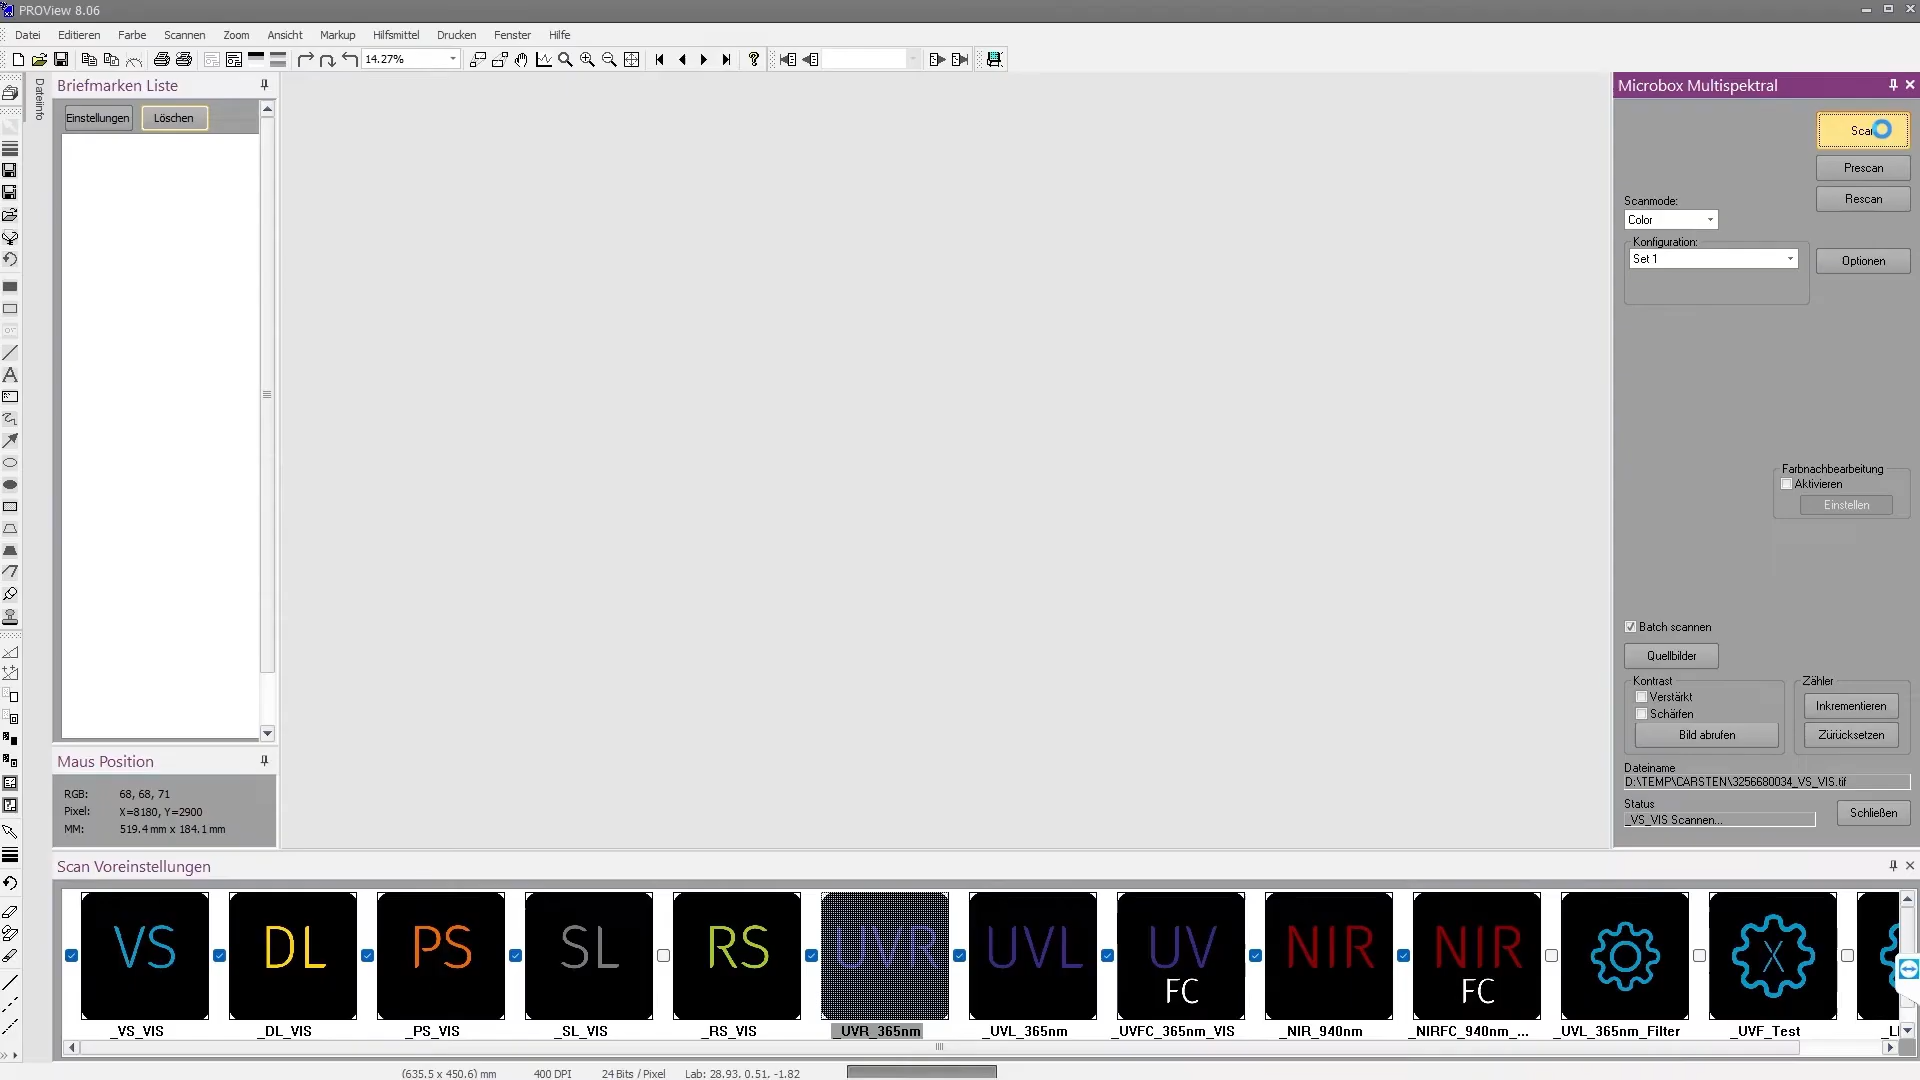 PROView 8.06
Datei Editieren Farbe Scannen Zoom Ansicht Markup Hilfsmittel Drucken Fenster Hilfe
14.27%
Dateiinfo
Briefmarken Liste
Einstellungen Löschen
Maus Position
RGB: 68, 68, 71
Pixel: X=8180, Y=2900
MM: 519.4 mm x 184.1 mm
Microbox Multispektral
Prescan
Rescan
Scanmode:
Color
Konfiguration:
Set 1
Optionen
Farbnachbearbeitung
Aktivieren
Einstellen
Batch scannen
Quellbilder
Kontrast
Verstärkt
Schärfen
Bild abrufen
Zähler
Inkrementieren
Zürücksetzen
Dateiname
D:\TEMP\CARSTEN\3256680034_VS_VIS.tif
Status
_VS_VIS Scannen...
Schließen
Scan Voreinstellungen
VS DL PS SL RS UVR UVL UV FC NIR NIR FC X
_VS_VIS _DL_VIS _PS_VIS _SL_VIS _RS_VIS _UVR_365nm _UVL_365nm _UVFC_365nm_VIS _NIR_940nm _NIRFC_940nm_... _UVL_365nm_Filter _UVF_Test
(635.5 x 450.6) mm 400 DPI 24 Bits / Pixel Lab: 28.93, 0.51, -1.82